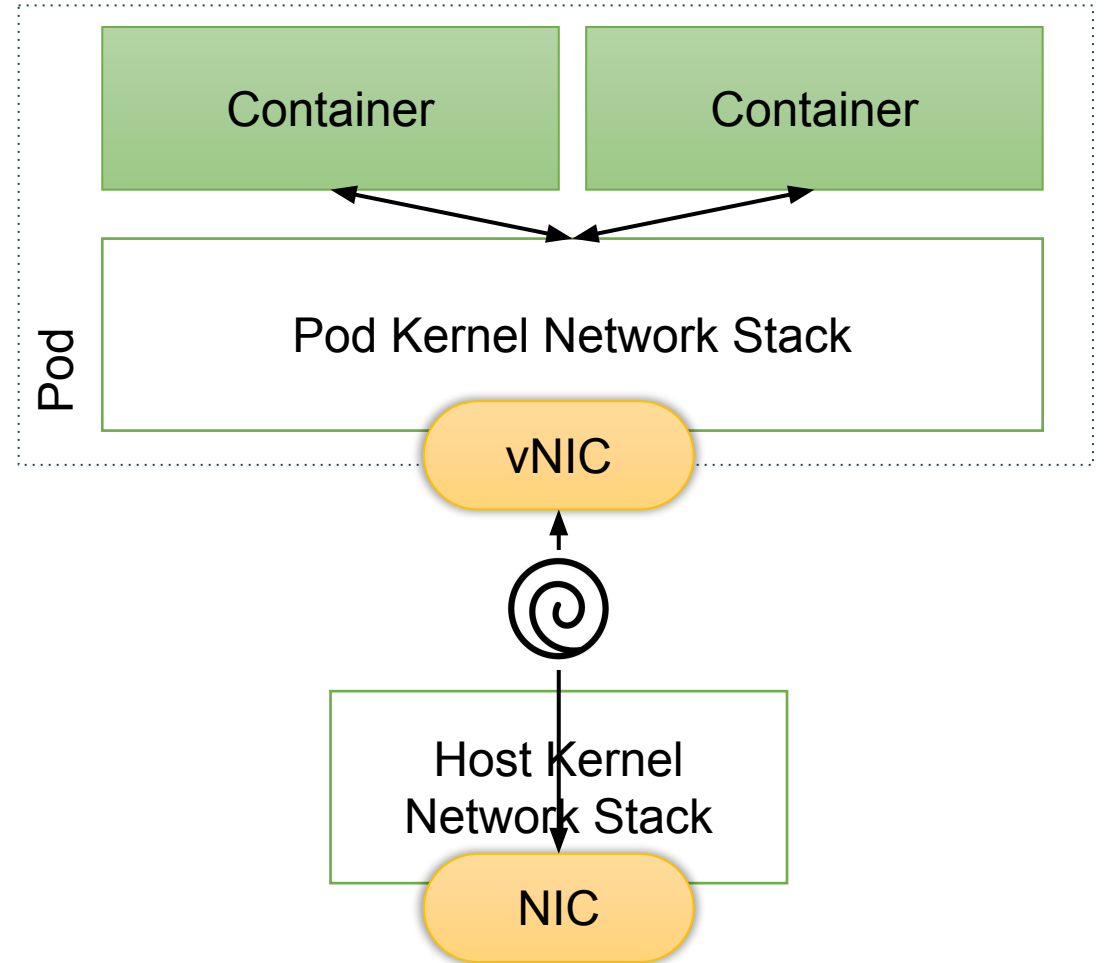 Container
Container
Pod Kernel Network Stack
Pod
vNIC
Host Kernel
Network Stack
NIC